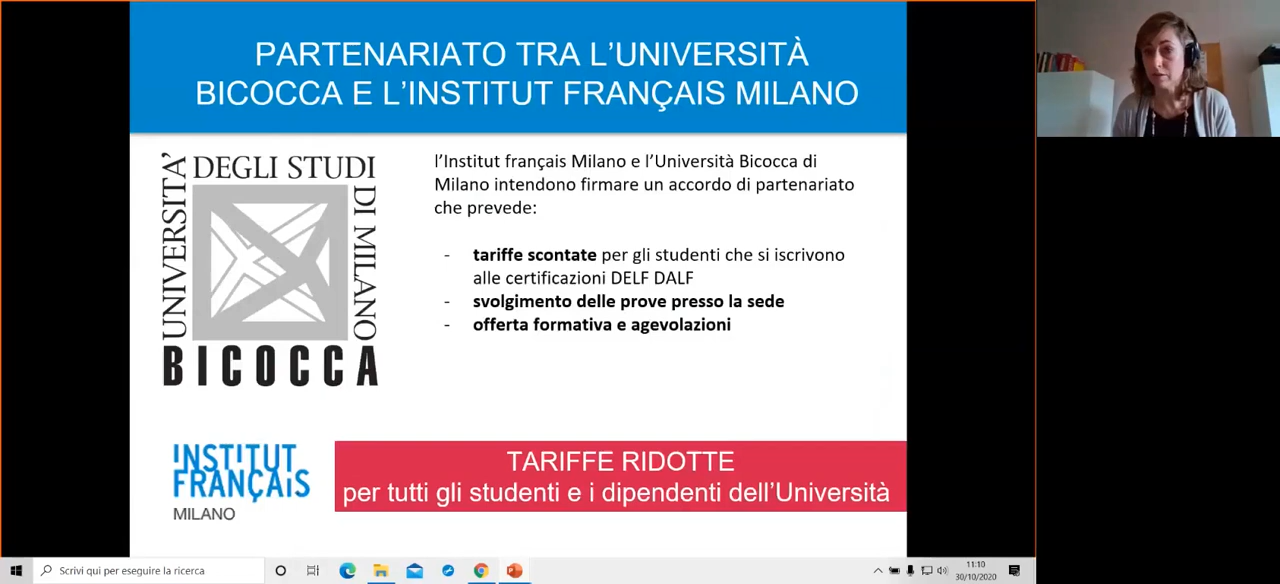 PARTENARIATO TRA L'UNIVERSITÀ
BICOCCA E L'INSTITUT FRANÇAIS MILANO
UNIVERSITA'
DEGLI STUDI
DI MILANO
BICOCCA
l'Institut français Milano e l'Università Bicocca di
Milano intendono firmare un accordo di partenariato
che prevede:
- tariffe scontate per gli studenti che si iscrivono
alle certificazioni DELF DALF
- svolgimento delle prove presso la sede
- offerta formativa e agevolazioni
INSTITUT
FRANÇAIS
MILANO
TARIFFE RIDOTTE
per tutti gli studenti e i dipendenti dell'Università
Scrivi qui per eseguire la ricerca
11:10
30/10/2020